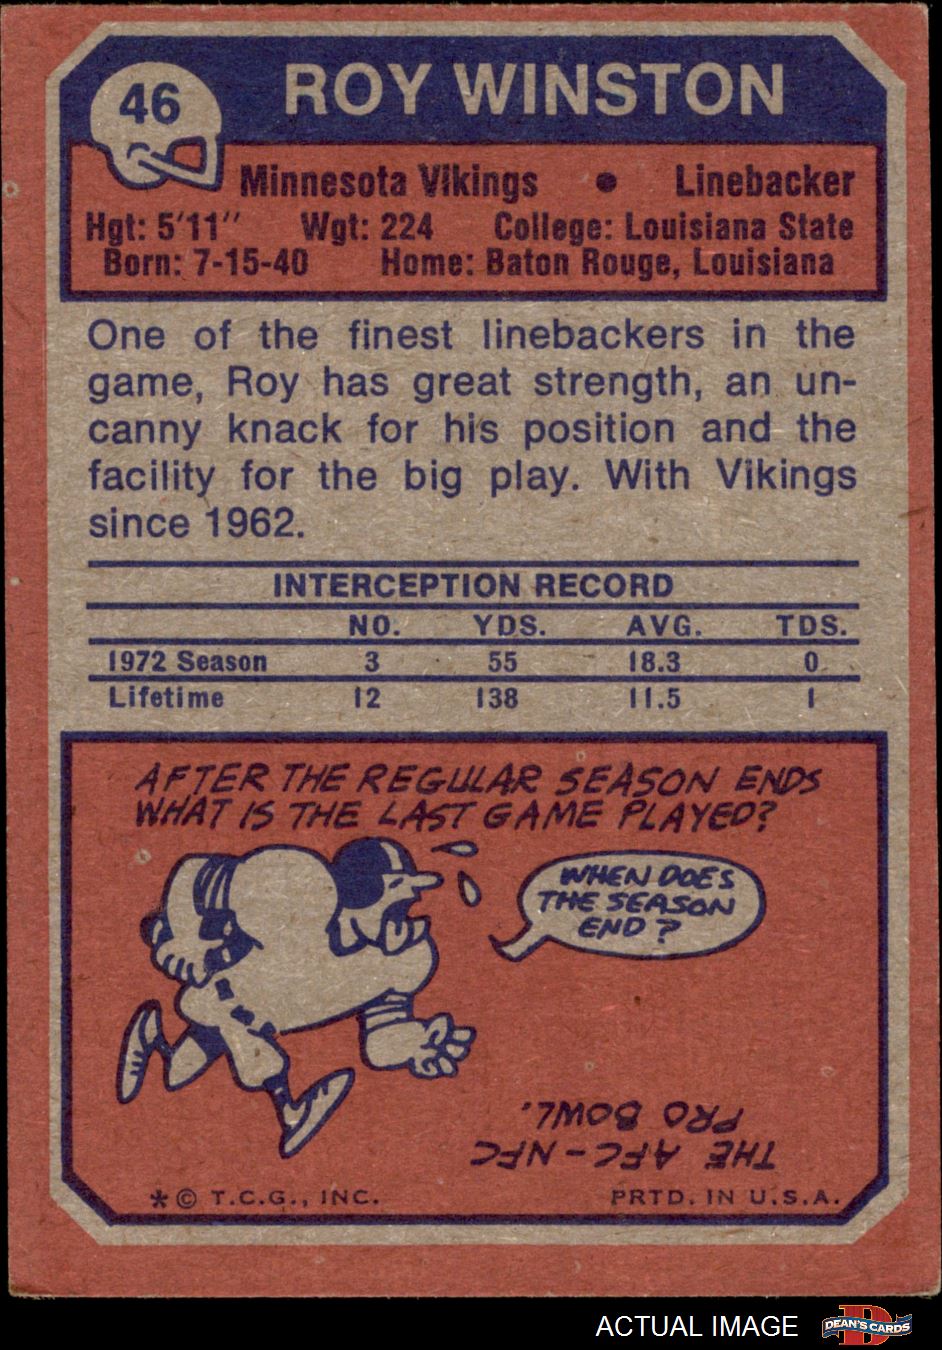 46
ROY WINSTON
Minnesota Vikings • Linebacker
Hgt: 5'11'' Wgt: 224 College: Louisiana State
Born: 7-15-40 Home: Baton Rouge, Louisiana
One of the finest linebackers in the
game, Roy has great strength, an un-
canny knack for his position and the
facility for the big play. With Vikings
since 1962.
INTERCEPTION RECORD
NO. YDS. AVG. TDS.
1972 Season 3 55 18.3 0
Lifetime 12 138 11.5 1
AFTER THE REGULAR SEASON ENDS
WHAT IS THE LAST GAME PLAYED?
WHEN DOES
THE SEASON
END?
THE AFC-NFC
PRO BOWL.
* © T.C.G., INC. PRTD. IN U.S.A.
ACTUAL IMAGE
D
DEAN'S CARDS